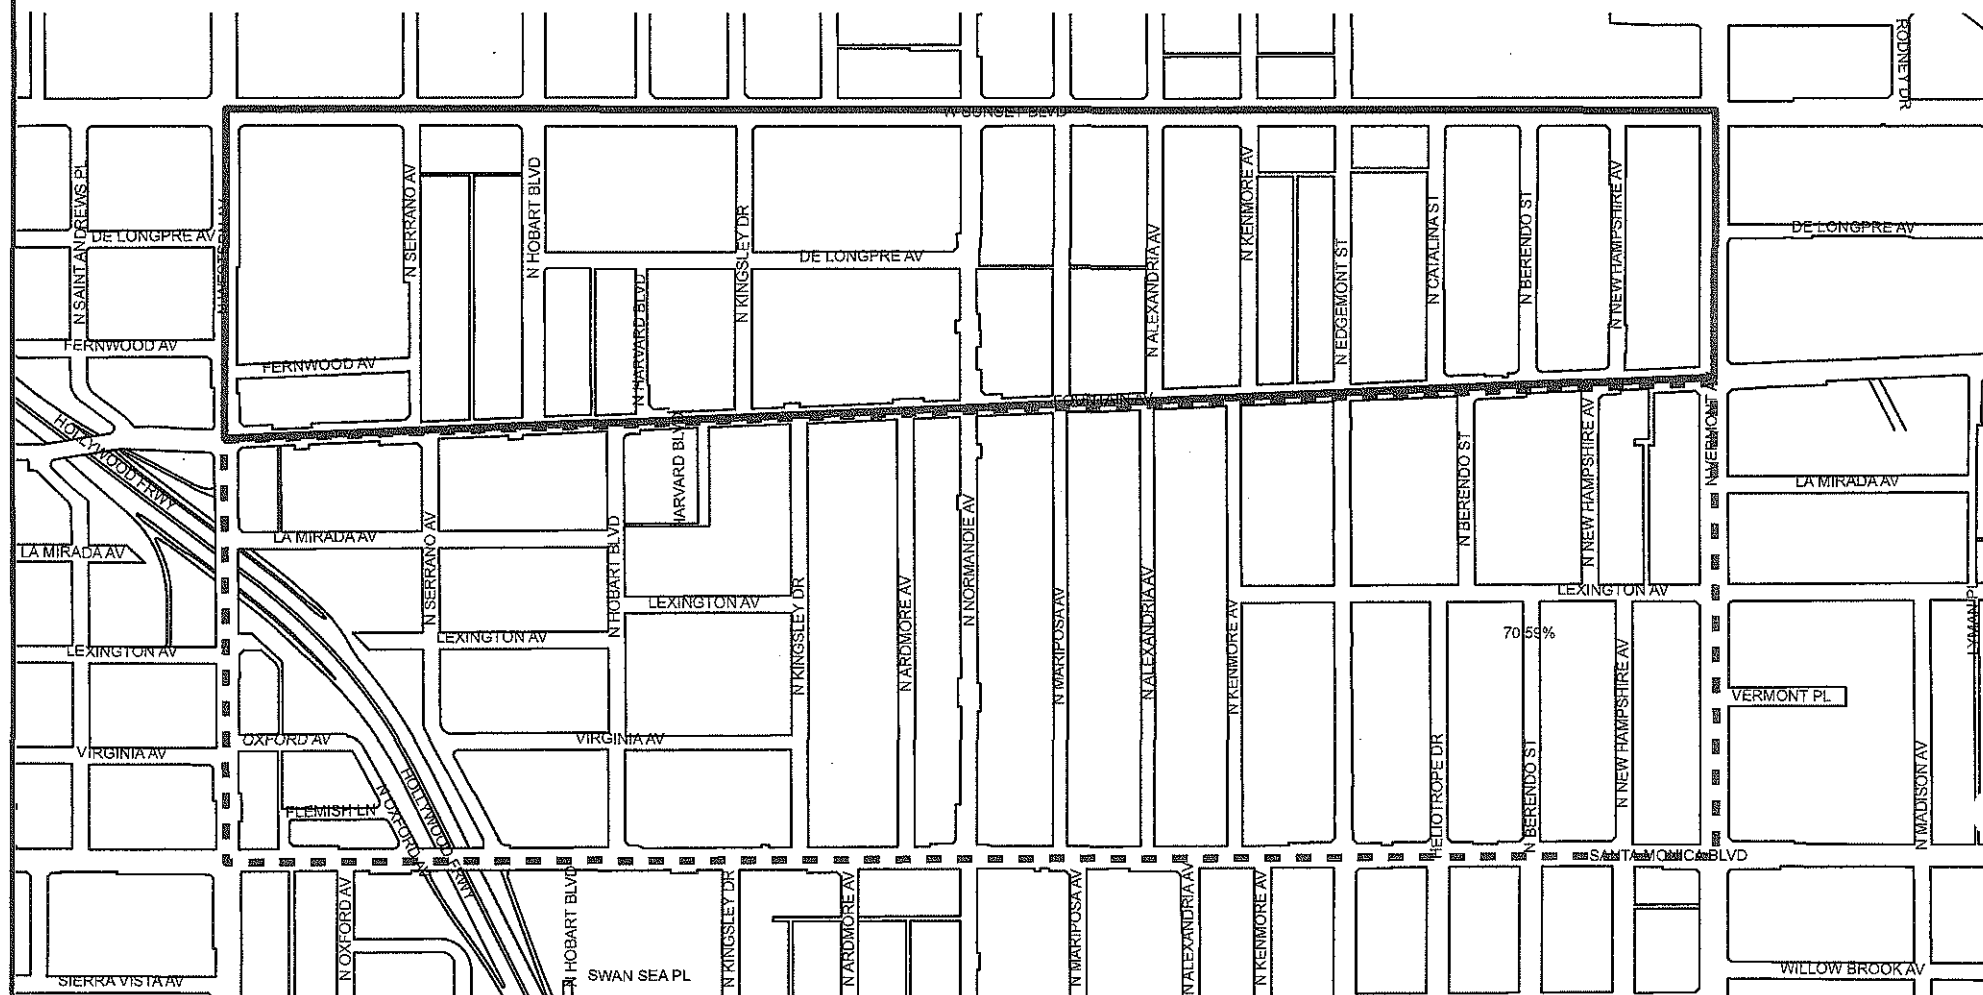 RODNEY DR
W SUNSET BLVD
N SAINT ANDREWS PL
N SERRANO AV
N HOBART BLVD
N KINGSLEY DR
N ALEXANDRIA AV
N KENMORE AV
N EDGEMONT ST
N CATALINA ST
N BERENDO ST
N NEW HAMPSHIRE AV
DE LONGPRE AV
DE LONGPRE AV
DE LONGPRE AV
N HARVARD BLVD
FERNWOOD AV
FERNWOOD AV
HOLLYWOOD FRWY
HARVARD BLVD
N BERENDO ST
N NEW HAMPSHIRE AV
N VERMONT
LA MIRADA AV
LA MIRADA AV
LA MIRADA AV
N SERRANO AV
N HOBART BLVD
N KINGSLEY DR
N ARDMORE AV
N NORMANDIE AV
N MARIPOSA AV
N ALEXANDRIA AV
N KENMORE AV
LEXINGTON AV
LEXINGTON AV
LEXINGTON AV
LEXINGTON AV
LYMAN PL
70.59%
N NEW HAMPSHIRE AV
VERMONT PL
OXFORD AV
VIRGINIA AV
VIRGINIA AV
HELIOTROPE DR
N BERENDO ST
N MADISON AV
FLEMISH LN
N OXFORD AV
HOLLYWOOD FRWY
SANTA MONICA BLVD
N OXFORD AV
N HOBART BLVD
N KINGSLEY DR
N ARDMORE AV
N MARIPOSA AV
N ALEXANDRIA AV
N KENMORE AV
SIERRA VISTA AV
SWAN SEA PL
WILLOW BROOK AV